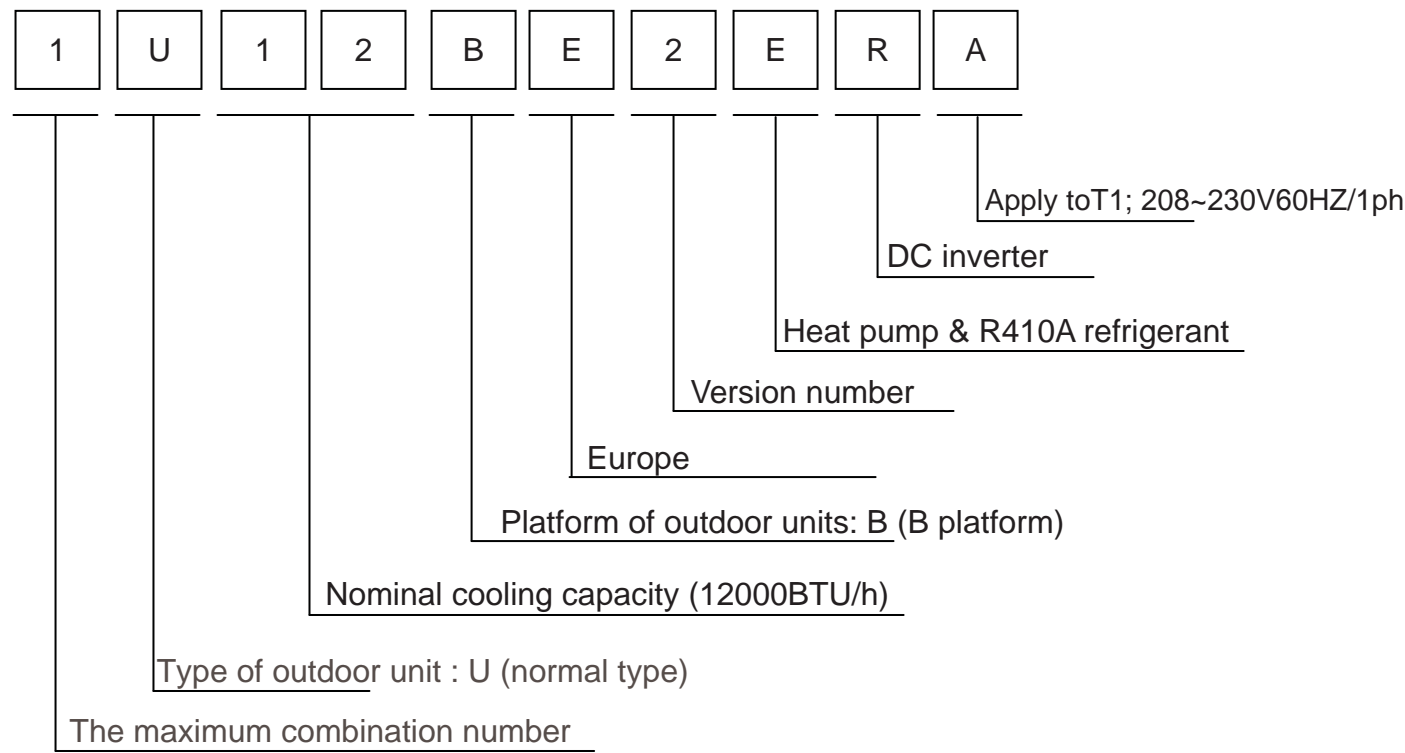 1 U 1 2 B E 2 E R A
Apply toT1; 208~230V60HZ/1ph
DC inverter
Heat pump & R410A refrigerant
Version number
Europe
Platform of outdoor units: B (B platform)
Nominal cooling capacity (12000BTU/h)
Type of outdoor unit : U (normal type)
The maximum combination number